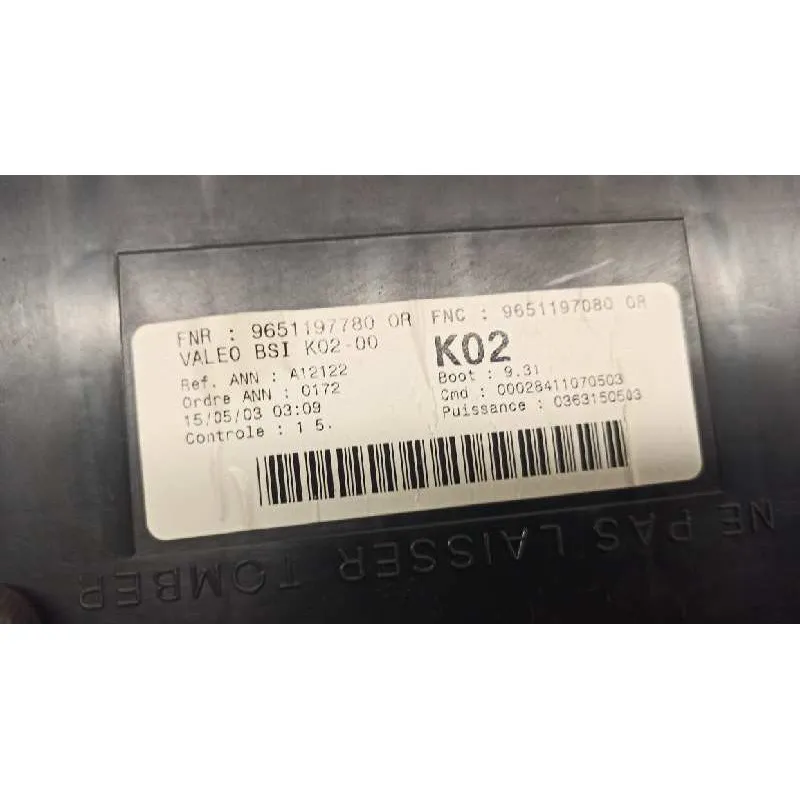 FNR : 9651197780 OR
FNC : 9651197080 OR
VALEO BSI K02-00
K02
Ref. ANN : A12122
Boot : 9.31
Ordre ANN : 0172
Cmd : 00028411070503
15/05/03 03:09
Puissance : 0363150503
Controle : 1 5.
NE PAS LAISSER TOMBER